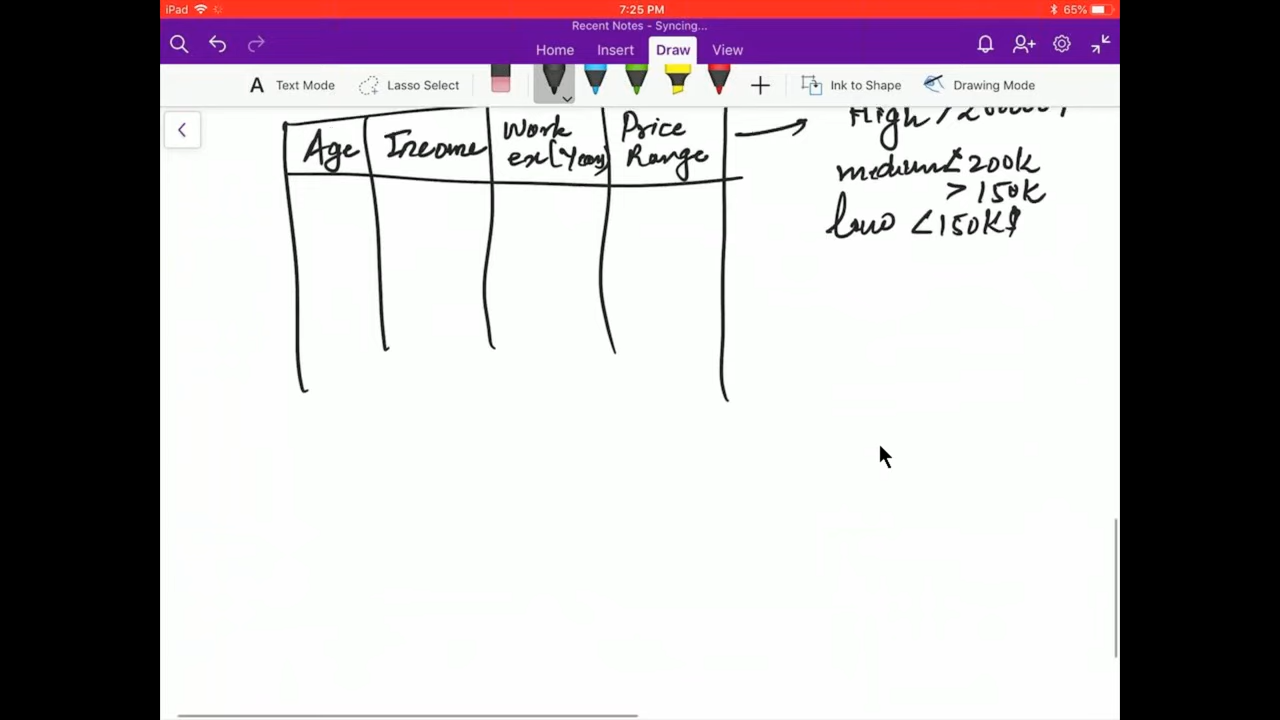 iPad 7:25 PM 65%
Recent Notes - Syncing...
Home Insert Draw View
A Text Mode Lasso Select Ink to Shape Drawing Mode
Age Income Work ex(Years) Price Range
High >
medium < 200k
> 150K
low < 150K$